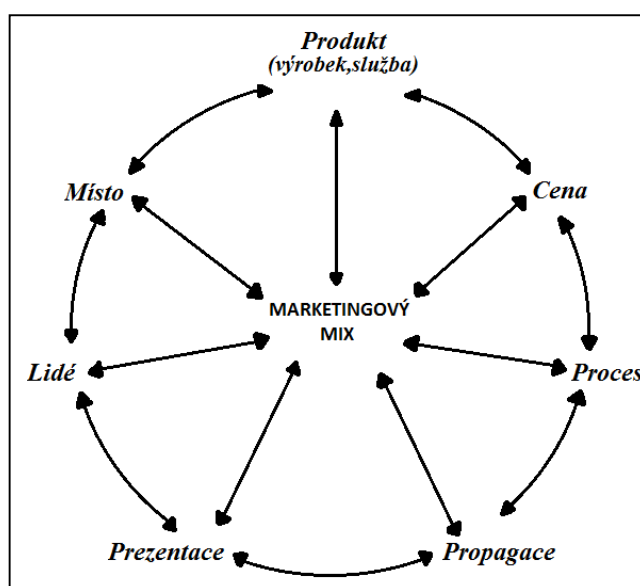 Produkt
(výrobek,služba)
Místo
Cena
MARKETINGOVÝ
MIX
Lidé
Proces
Prezentace
Propagace